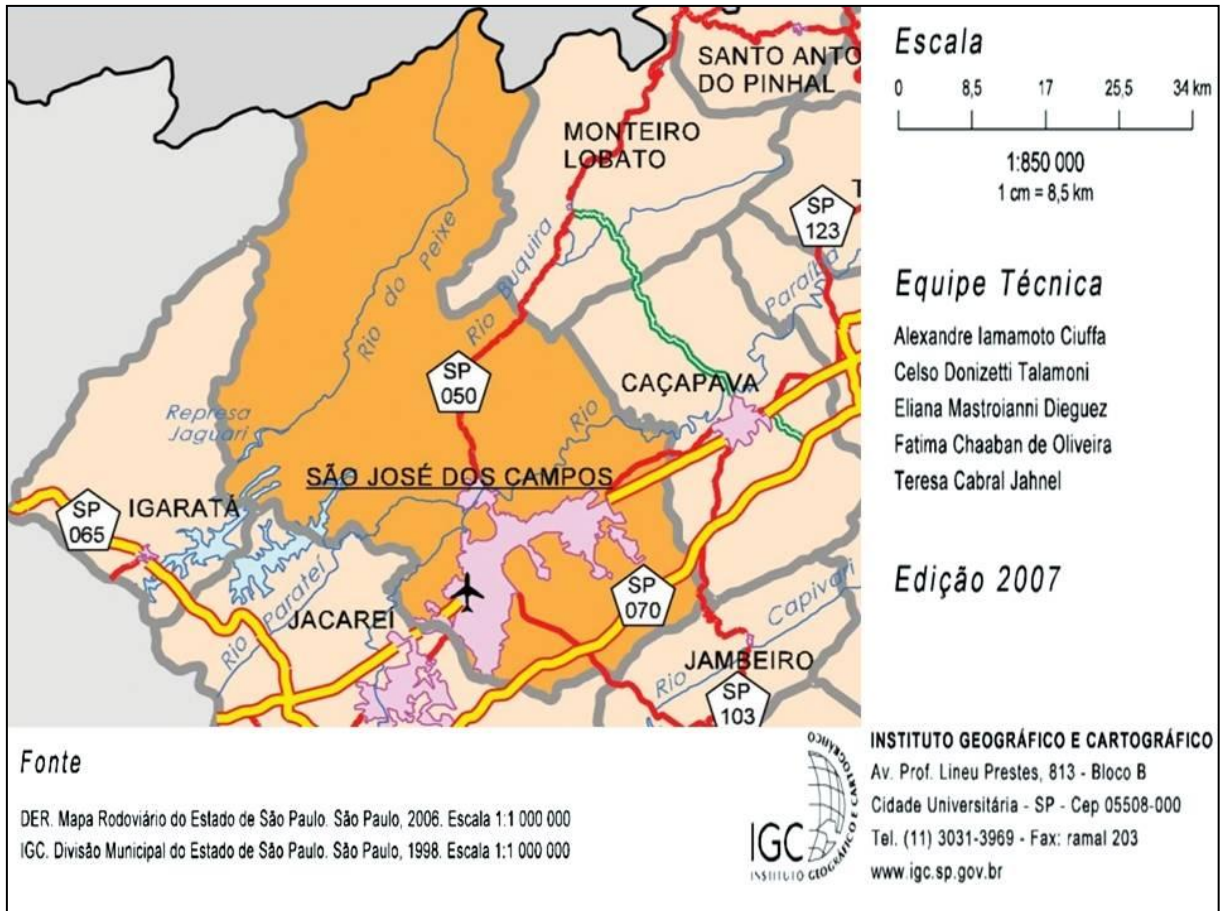 SANTO ANTO
DO PINHAL
MONTEIRO
LOBATO
SP
123
T
Rio do Peixe
Rio Buquira
Paraíba
SP
050
CAÇAPAVA
Rio
Represa
Jaguari
SÃO JOSÉ DOS CAMPOS
IGARATÁ
SP
065
Rio Parateí
JACAREÍ
SP
070
Capivari
JAMBEIRO
Rio
SP
103
Escala
0 8,5 17 25,5 34 km
1:850 000
1 cm = 8,5 km
Equipe Técnica
Alexandre Iamamoto Ciuffa
Celso Donizetti Talamoni
Eliana Mastroianni Dieguez
Fatima Chaaban de Oliveira
Teresa Cabral Jahnel
Edição 2007
Fonte
DER. Mapa Rodoviário do Estado de São Paulo. São Paulo, 2006. Escala 1:1 000 000
IGC. Divisão Municipal do Estado de São Paulo. São Paulo, 1998. Escala 1:1 000 000
IGC
INSTITUTO GEOGRÁFICO E CARTOGRÁFICO
INSTITUTO GEOGRÁFICO E CARTOGRÁFICO
Av. Prof. Lineu Prestes, 813 - Bloco B
Cidade Universitária - SP - Cep 05508-000
Tel. (11) 3031-3969 - Fax: ramal 203
www.igc.sp.gov.br